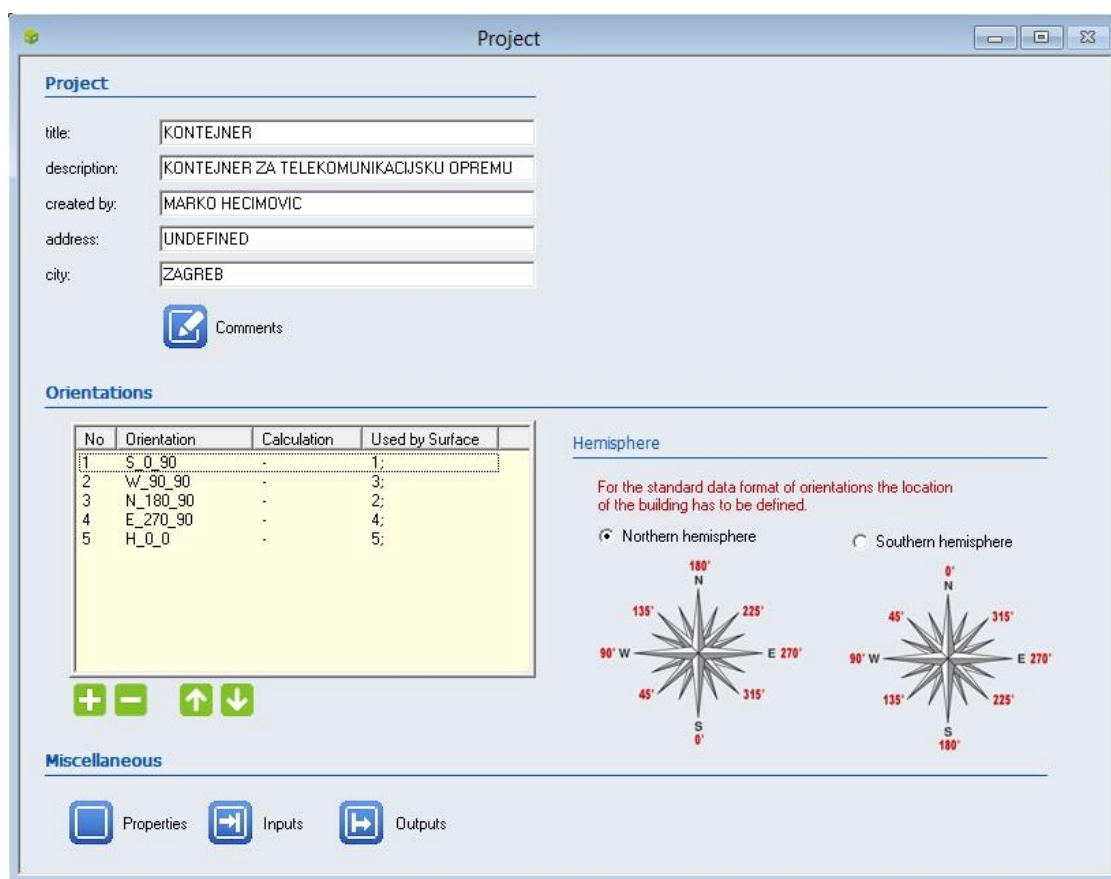 Project
Project
title: KONTEJNER
description: KONTEJNER ZA TELEKOMUNIKACIJSKU OPREMU
created by: MARKO HECIMOVIC
address: UNDEFINED
city: ZAGREB
Comments
Orientations
No Orientation Calculation Used by Surface
1 S_0_90 - 1;
2 W_90_90 - 3;
3 N_180_90 - 2;
4 E_270_90 - 4;
5 H_0_0 - 5;
Hemisphere
For the standard data format of orientations the location
of the building has to be defined.
Northern hemisphere
180°
N
135° 225°
90° W E 270°
45° 315°
S
0°
Southern hemisphere
0°
N
45° 315°
90° W E 270°
135° 225°
S
180°
Miscellaneous
Properties Inputs Outputs